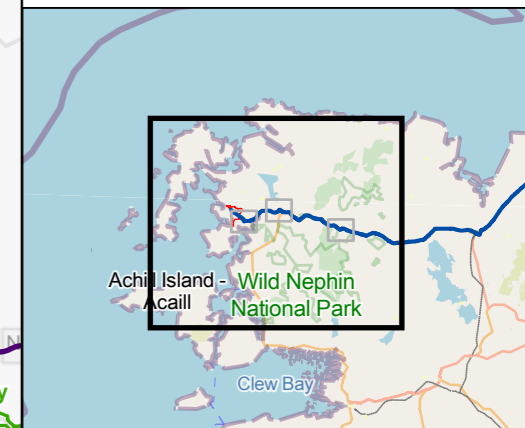 Achill Island -
Acaill
Wild Nephin
National Park
Clew Bay
N
y